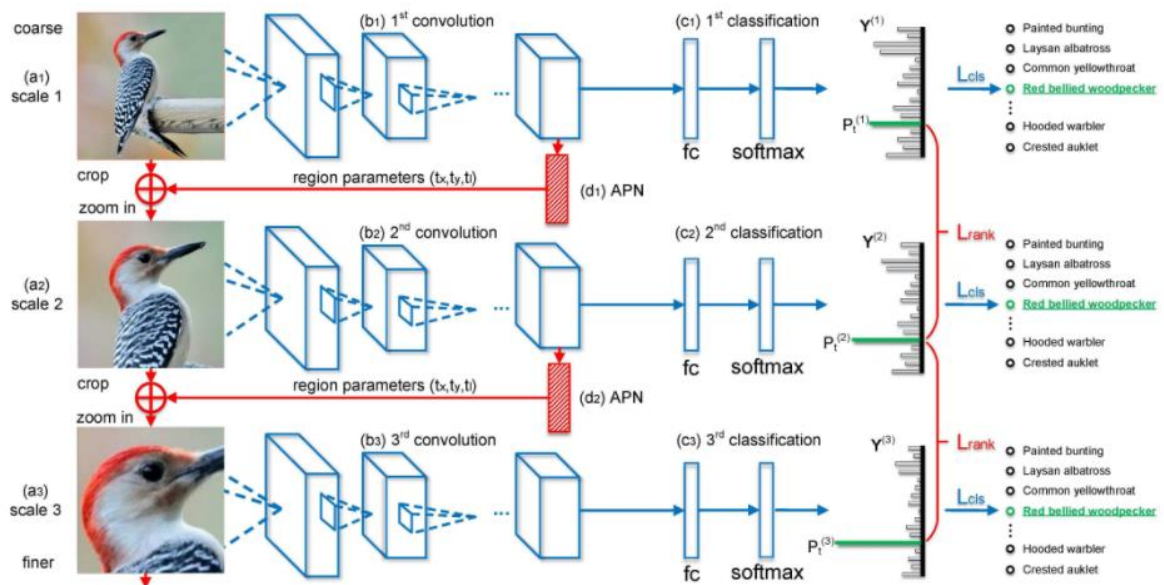 coarse
(a1)
scale 1
(b1) 1st convolution
(c1) 1st classification
Y(1)
Painted bunting
Laysan albatross
Common yellowthroat
Lcls
Red bellied woodpecker
Pt(1)
Hooded warbler
Crested auklet
...
fc
softmax
crop
region parameters (tx,ty,tl)
(d1) APN
zoom in
(b2) 2nd convolution
(c2) 2nd classification
Y(2)
Lrank
Painted bunting
Laysan albatross
(a2)
scale 2
Common yellowthroat
Lcls
Red bellied woodpecker
...
Pt(2)
Hooded warbler
Crested auklet
fc
softmax
crop
region parameters (tx,ty,tl)
(d2) APN
zoom in
(b3) 3rd convolution
(c3) 3rd classification
Y(3)
Lrank
Painted bunting
Laysan albatross
(a3)
scale 3
Common yellowthroat
Lcls
Red bellied woodpecker
...
Pt(3)
Hooded warbler
Crested auklet
finer
fc
softmax